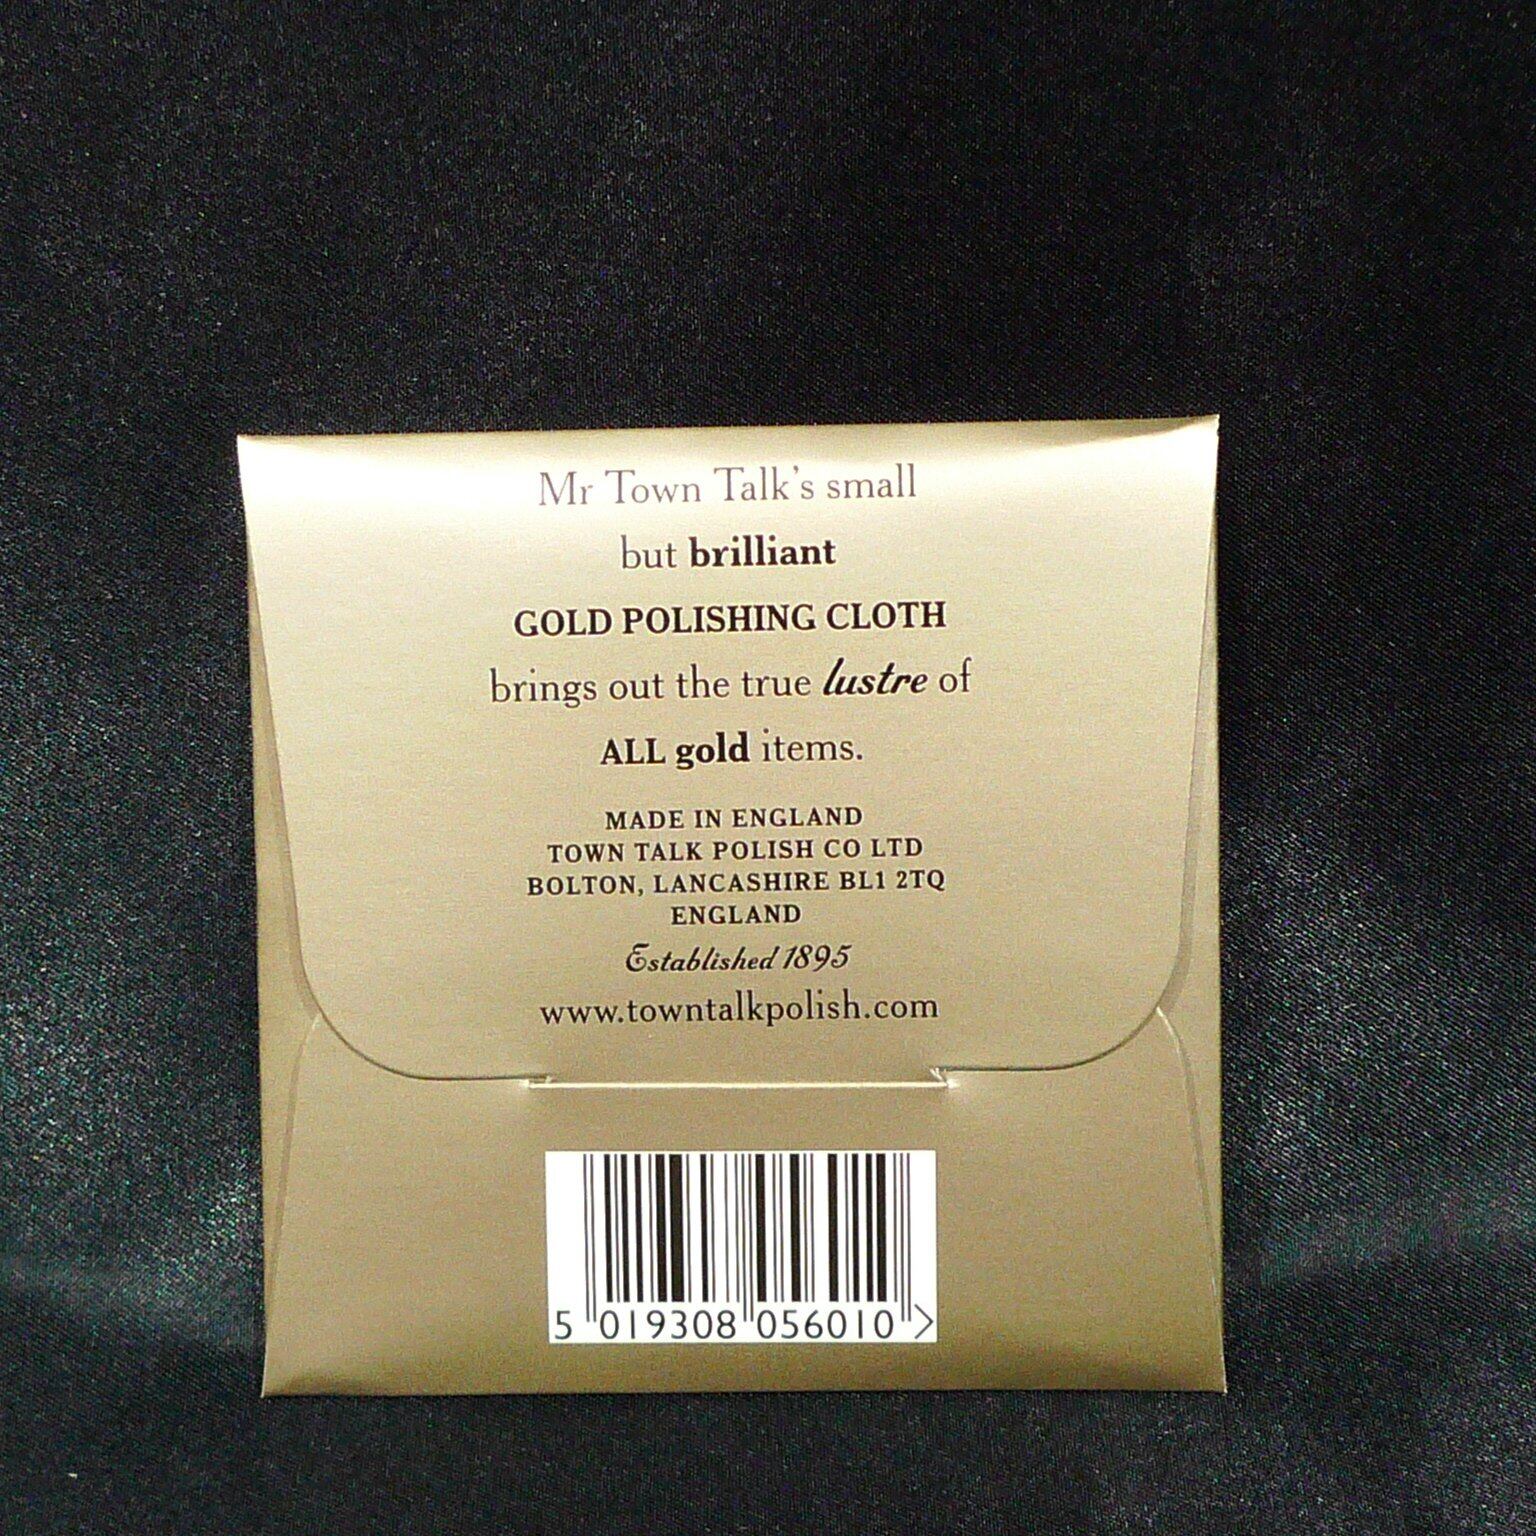 Mr Town Talk's small
but brilliant
GOLD POLISHING CLOTH
brings out the true lustre of
ALL gold items.
MADE IN ENGLAND
TOWN TALK POLISH CO LTD
BOLTON, LANCASHIRE BL1 2TQ
ENGLAND
Established 1895
www.towntalkpolish.com
5 019308 056010 >